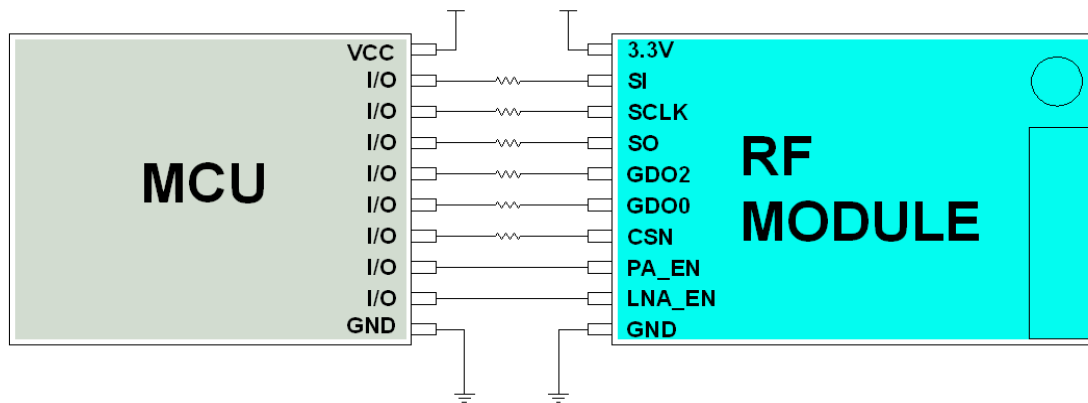 VCC
I/O
I/O
I/O
I/O
I/O
I/O
I/O
I/O
GND
MCU
3.3V
SI
SCLK
SO
GDO2
GDO0
CSN
PA_EN
LNA_EN
GND
RF
MODULE